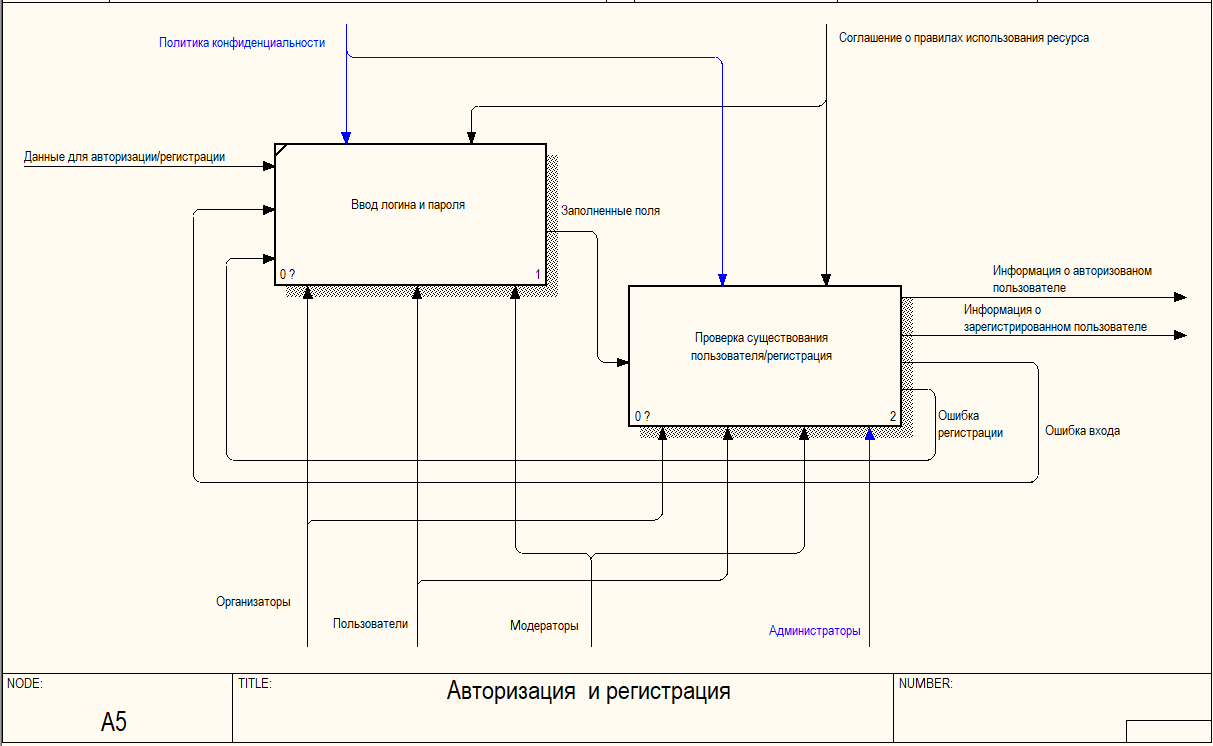 Политика конфиденциальности
Соглашение о правилах использования ресурса
Данные для авторизации/регистрации
Ввод логина и пароля
0 ?
1
Заполненные поля
Информация о авторизованом
пользователе
Информация о
зарегистрированном пользователе
Проверка существования
пользователя/регистрация
0 ?
2
Ошибка
регистрации
Ошибка входа
Организаторы
Пользователи
Модераторы
Администраторы
NODE:
A5
TITLE:
Авторизация и регистрация
NUMBER: